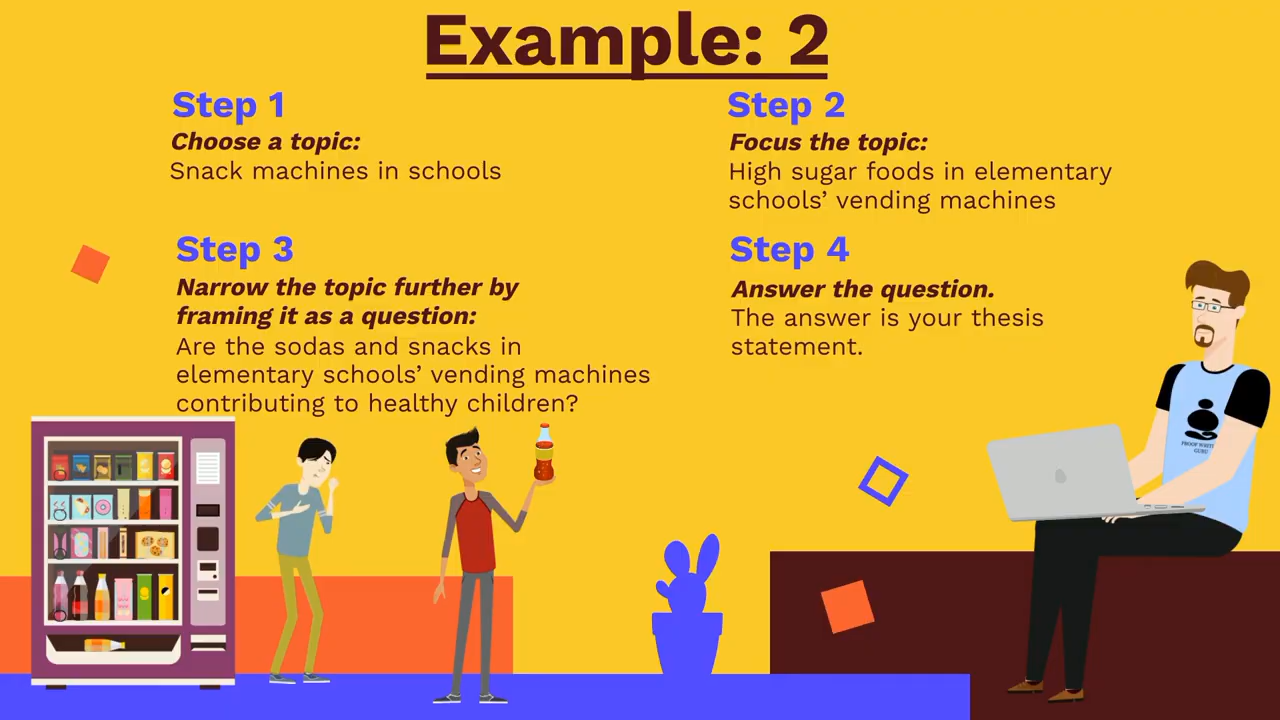 Example: 2
Step 1
Choose a topic:
Snack machines in schools
Step 2
Focus the topic:
High sugar foods in elementary
schools’ vending machines
Step 3
Narrow the topic further by
framing it as a question:
Are the sodas and snacks in
elementary schools’ vending machines
contributing to healthy children?
Step 4
Answer the question.
The answer is your thesis
statement.
GURU